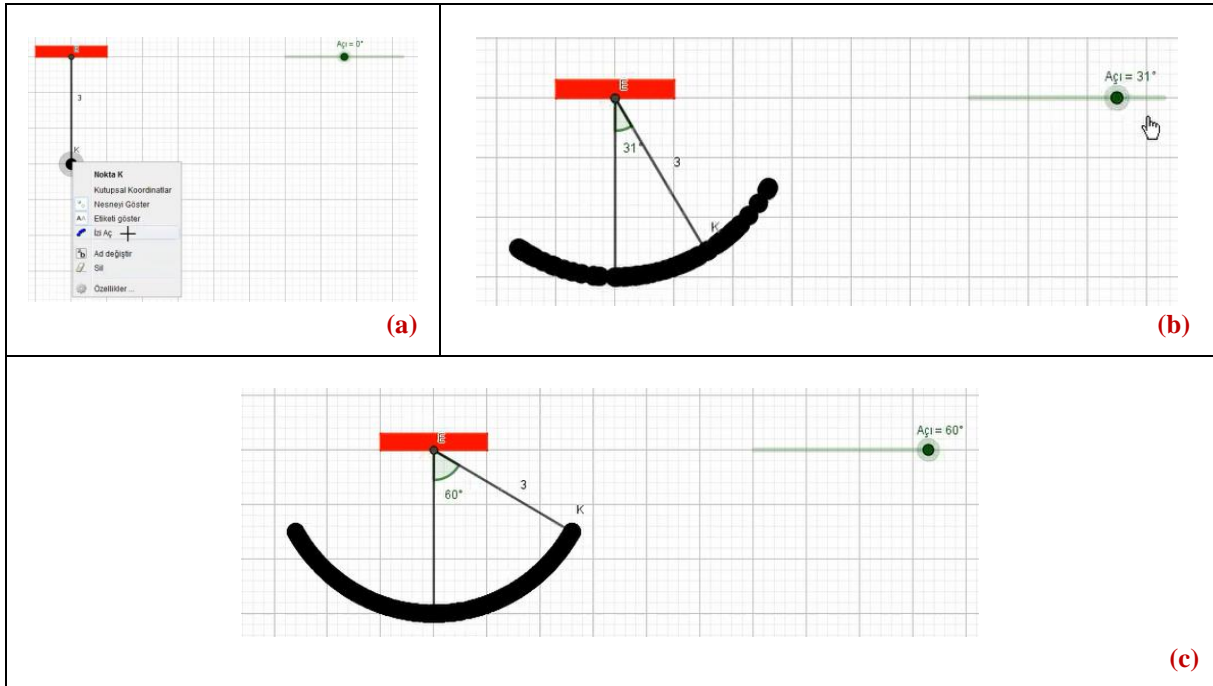 E
Açı = 0°
3
K
Nokta K
Kutupsal Koordinatlar
Nesneyi Göster
AA Etiketi göster
İzi Aç
Ad değiştir
Sil
Özellikler ...
(a)
E
Açı = 31°
31°
3
K
(b)
E
Açı = 60°
60°
3
K
(c)